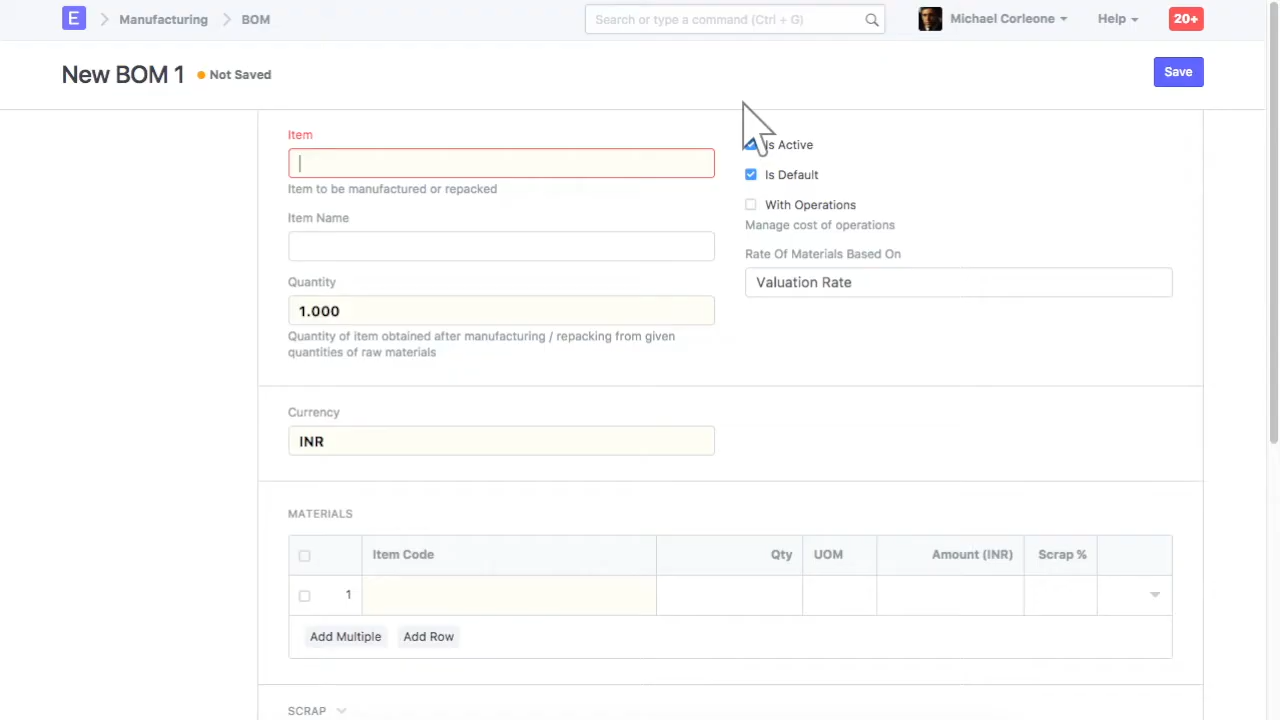 E Manufacturing BOM Search or type a command (Ctrl + G) Michael Corleone Help 20+
New BOM 1 Not Saved Save
Item
Item to be manufactured or repacked
Item Name
Quantity
1.000
Quantity of item obtained after manufacturing / repacking from given
quantities of raw materials
Is Active
Is Default
With Operations
Manage cost of operations
Rate Of Materials Based On
Valuation Rate
Currency
INR
MATERIALS
Item Code Qty UOM Amount (INR) Scrap %
1
Add Multiple Add Row
SCRAP